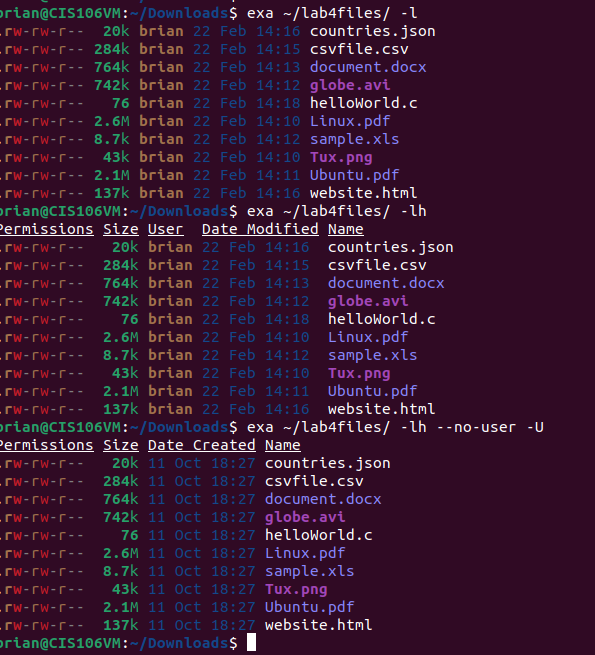 brian@CIS106VM:~/Downloads$ exa ~/lab4files/ -l
.rw-rw-r-- 20k brian 22 Feb 14:16 countries.json
.rw-rw-r-- 284k brian 22 Feb 14:15 csvfile.csv
.rw-rw-r-- 764k brian 22 Feb 14:13 document.docx
.rw-rw-r-- 742k brian 22 Feb 14:12 globe.avi
.rw-rw-r-- 76 brian 22 Feb 14:18 helloWorld.c
.rw-rw-r-- 2.6M brian 22 Feb 14:10 Linux.pdf
.rw-rw-r-- 8.7k brian 22 Feb 14:12 sample.xls
.rw-rw-r-- 43k brian 22 Feb 14:10 Tux.png
.rw-rw-r-- 2.1M brian 22 Feb 14:11 Ubuntu.pdf
.rw-rw-r-- 137k brian 22 Feb 14:16 website.html
brian@CIS106VM:~/Downloads$ exa ~/lab4files/ -lh
Permissions Size User Date Modified Name
.rw-rw-r-- 20k brian 22 Feb 14:16 countries.json
.rw-rw-r-- 284k brian 22 Feb 14:15 csvfile.csv
.rw-rw-r-- 764k brian 22 Feb 14:13 document.docx
.rw-rw-r-- 742k brian 22 Feb 14:12 globe.avi
.rw-rw-r-- 76 brian 22 Feb 14:18 helloWorld.c
.rw-rw-r-- 2.6M brian 22 Feb 14:10 Linux.pdf
.rw-rw-r-- 8.7k brian 22 Feb 14:12 sample.xls
.rw-rw-r-- 43k brian 22 Feb 14:10 Tux.png
.rw-rw-r-- 2.1M brian 22 Feb 14:11 Ubuntu.pdf
.rw-rw-r-- 137k brian 22 Feb 14:16 website.html
brian@CIS106VM:~/Downloads$ exa ~/lab4files/ -lh --no-user -U
Permissions Size Date Created Name
.rw-rw-r-- 20k 11 Oct 18:27 countries.json
.rw-rw-r-- 284k 11 Oct 18:27 csvfile.csv
.rw-rw-r-- 764k 11 Oct 18:27 document.docx
.rw-rw-r-- 742k 11 Oct 18:27 globe.avi
.rw-rw-r-- 76 11 Oct 18:27 helloWorld.c
.rw-rw-r-- 2.6M 11 Oct 18:27 Linux.pdf
.rw-rw-r-- 8.7k 11 Oct 18:27 sample.xls
.rw-rw-r-- 43k 11 Oct 18:27 Tux.png
.rw-rw-r-- 2.1M 11 Oct 18:27 Ubuntu.pdf
.rw-rw-r-- 137k 11 Oct 18:27 website.html
brian@CIS106VM:~/Downloads$